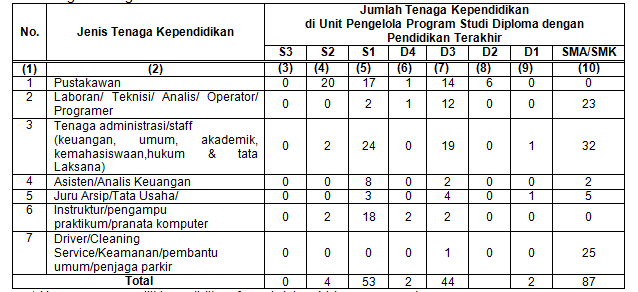 No. Jenis Tenaga Kependidikan Jumlah Tenaga Kependidikan
di Unit Pengelola Program Studi Diploma dengan
Pendidikan Terakhir
S3 S2 S1 D4 D3 D2 D1 SMA/SMK
(1) (2) (3) (4) (5) (6) (7) (8) (9) (10)
1 Pustakawan 0 20 17 1 14 6 0 0
2 Laboran/ Teknisi/ Analis/ Operator/
Programer 0 0 2 1 12 0 0 23
3 Tenaga administrasi/staff
(keuangan, umum, akademik,
kemahasiswaan,hukum & tata
Laksana) 0 2 24 0 19 0 1 32
4 Asisten/Analis Keuangan 0 0 8 0 2 0 0 2
5 Juru Arsip/Tata Usaha/ 0 0 3 0 4 0 1 5
6 Instruktur/pengampu
praktikum/pranata komputer 0 2 18 2 2 0 0 0
7 Driver/Cleaning
Service/Keamanan/pembantu
umum/penjaga parkir 0 0 0 0 1 0 0 25
Total 0 4 53 2 44 2 87